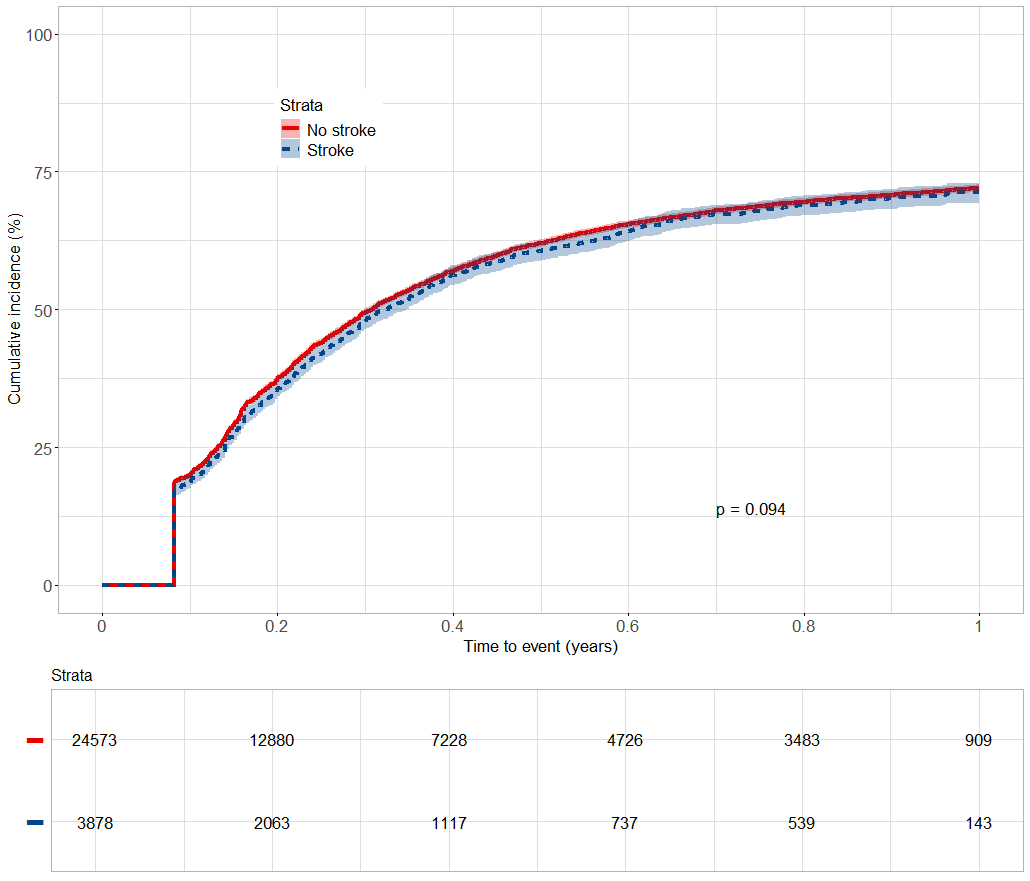 100
75
50
25
0
Cumulative incidence (%)
Strata
No stroke
Stroke
p = 0.094
0 0.2 0.4 0.6 0.8 1
Time to event (years)
Strata
24573 12880 7228 4726 3483 909
3878 2063 1117 737 539 143